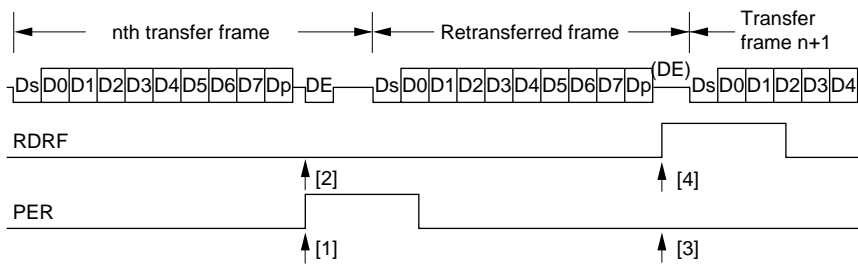 nth transfer frame Retransferred frame Transfer frame n+1
(DE)
Ds D0 D1 D2 D3 D4 D5 D6 D7 Dp DE Ds D0 D1 D2 D3 D4 D5 D6 D7 Dp Ds D0 D1 D2 D3 D4
RDRF
[2] [4]
PER
[1] [3]